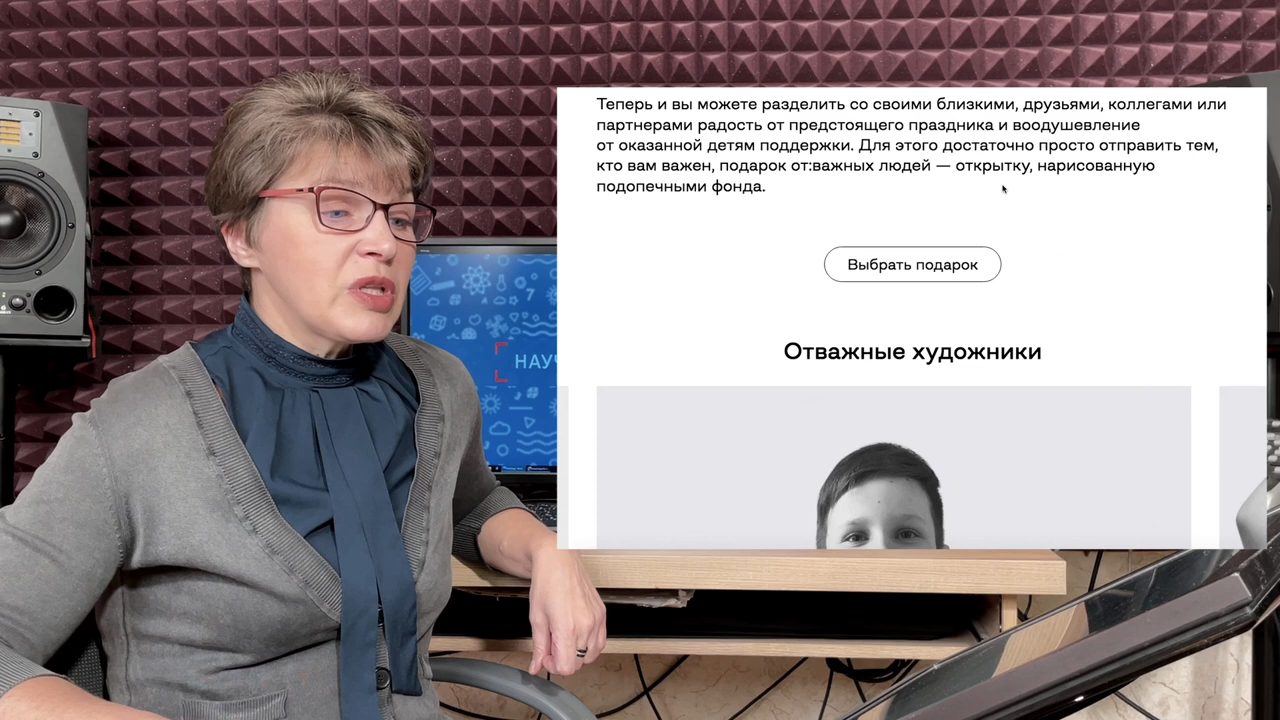 Теперь и вы можете разделить со своими близкими, друзьями, коллегами или
партнерами радость от предстоящего праздника и воодушевление
от оказанной детям поддержки. Для этого достаточно просто отправить тем,
кто вам важен, подарок от:важных людей — открытку, нарисованную
подопечными фонда.
Выбрать подарок
Отважные художники
НАУЧ